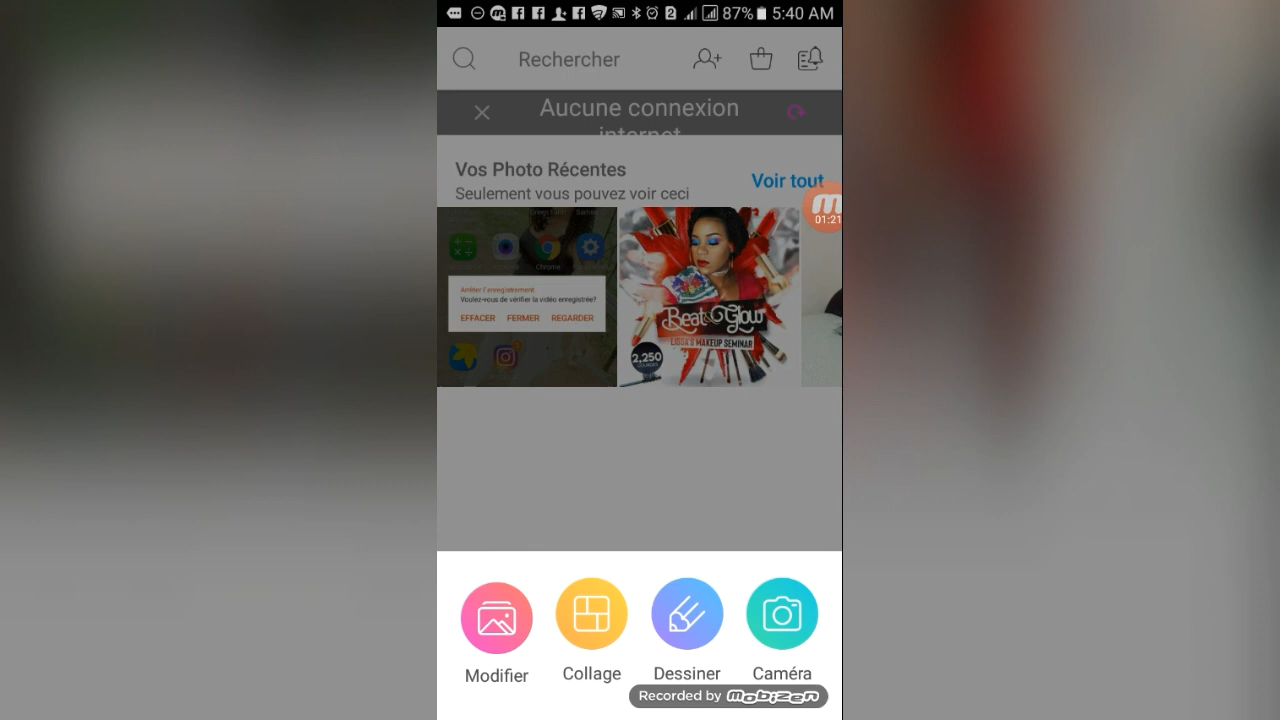 2 87% 5:40 AM
Rechercher
Aucune connexion
internet
Vos Photo Récentes
Voir tout
Seulement vous pouvez voir ceci
01:21
Chrome
Arrêter l'enregistrement
Voulez-vous de vérifier la vidéo enregistrée?
EFFACER FERMER REGARDER
Beat & Glow
LISSA'S MAKEUP SEMINAR
2,250
Modifier Collage Dessiner Caméra
Recorded by mobizen